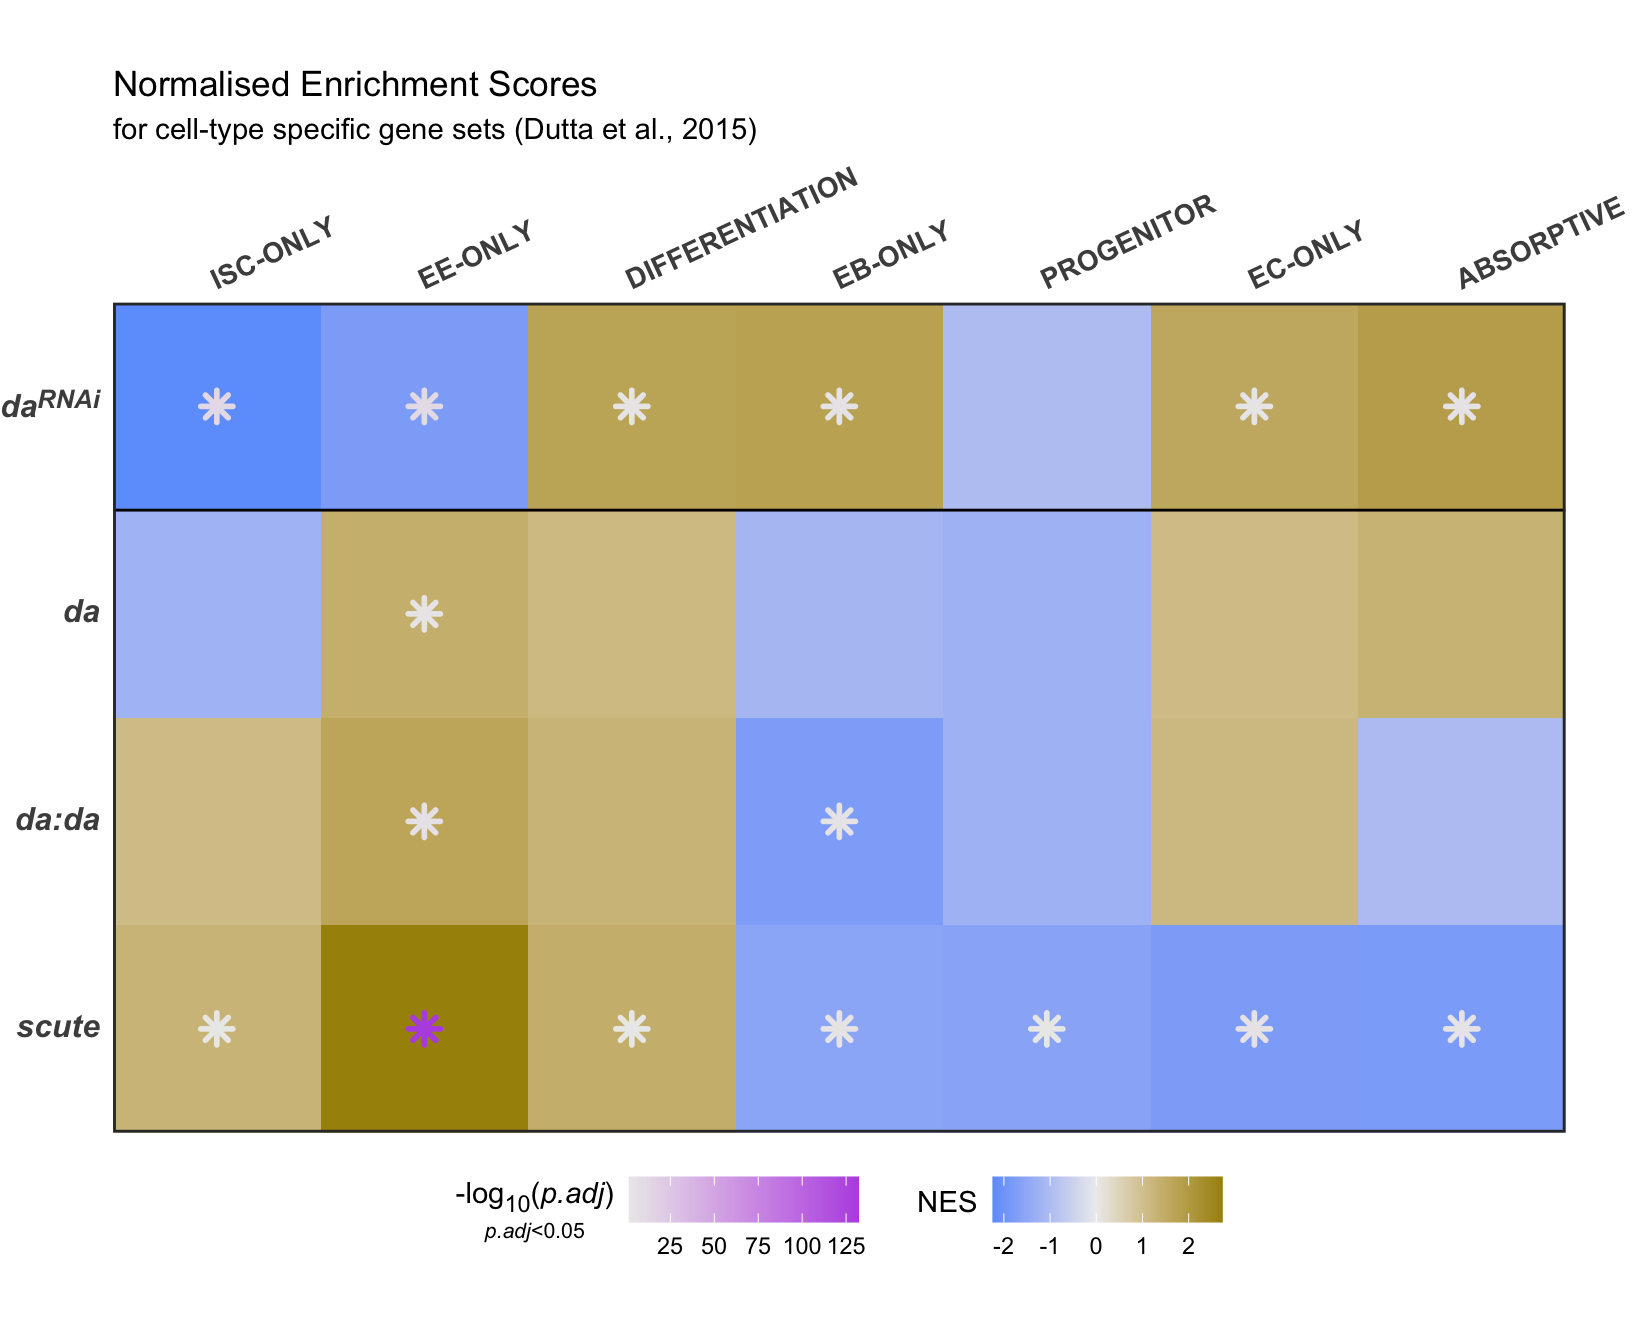 Normalised Enrichment Scores
for cell-type specific gene sets (Dutta et al., 2015)
ISC-ONLY EE-ONLY DIFFERENTIATION EB-ONLY PROGENITOR EC-ONLY ABSORPTIVE
daRNAi
da
da:da
scute
-log10(p.adj)
p.adj<0.05
25 50 75 100 125
NES
-2 -1 0 1 2